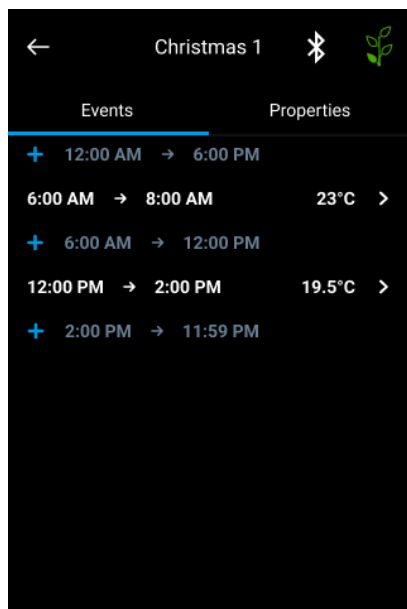 ← Christmas 1
Events Properties
+ 12:00 AM → 6:00 PM
6:00 AM → 8:00 AM 23°C >
+ 6:00 AM → 12:00 PM
12:00 PM → 2:00 PM 19.5°C >
+ 2:00 PM → 11:59 PM